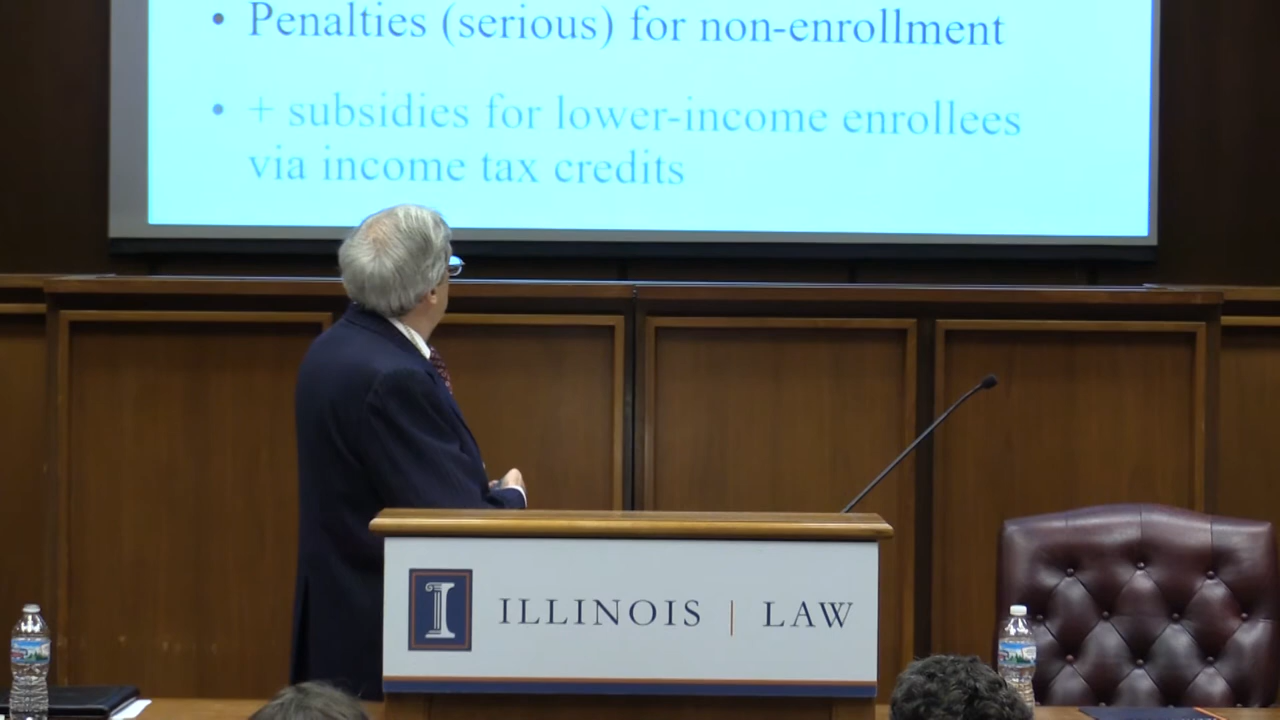 • Penalties (serious) for non-enrollment
• + subsidies for lower-income enrollees
via income tax credits
I ILLINOIS | LAW